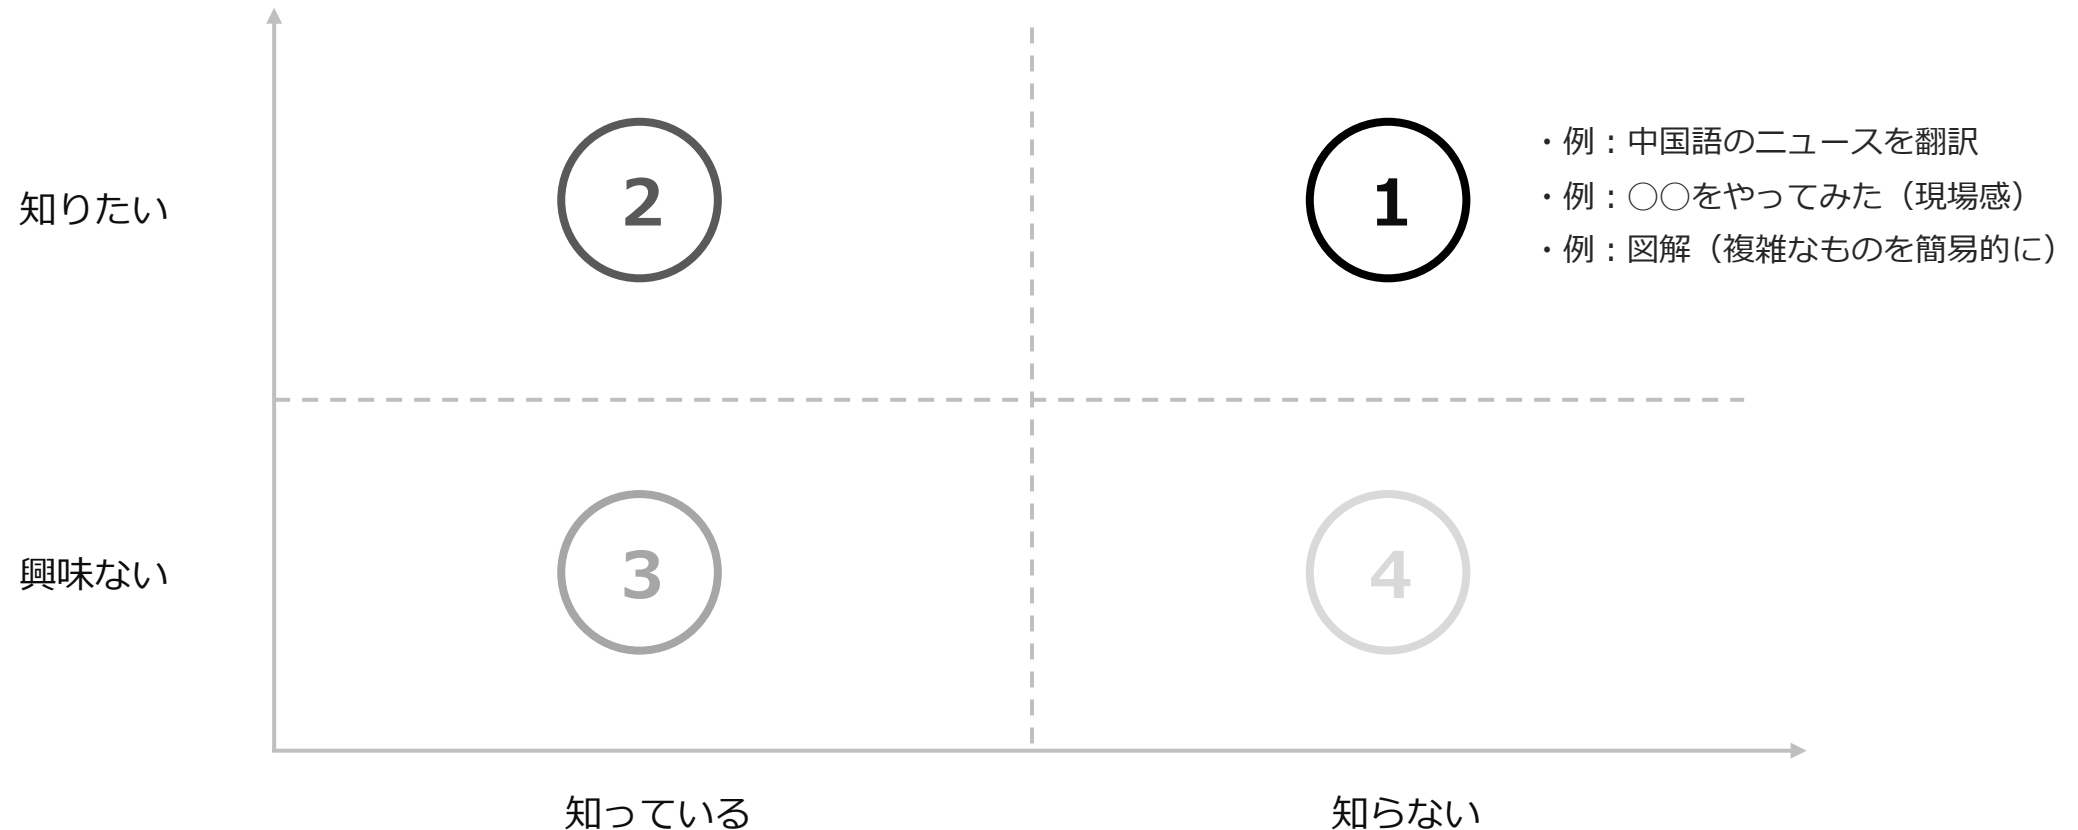 2
1
・例：中国語のニュースを翻訳
・例：○○をやってみた（現場感）
・例：図解（複雑なものを簡易的に）
知りたい
3
4
興味ない
知っている
知らない